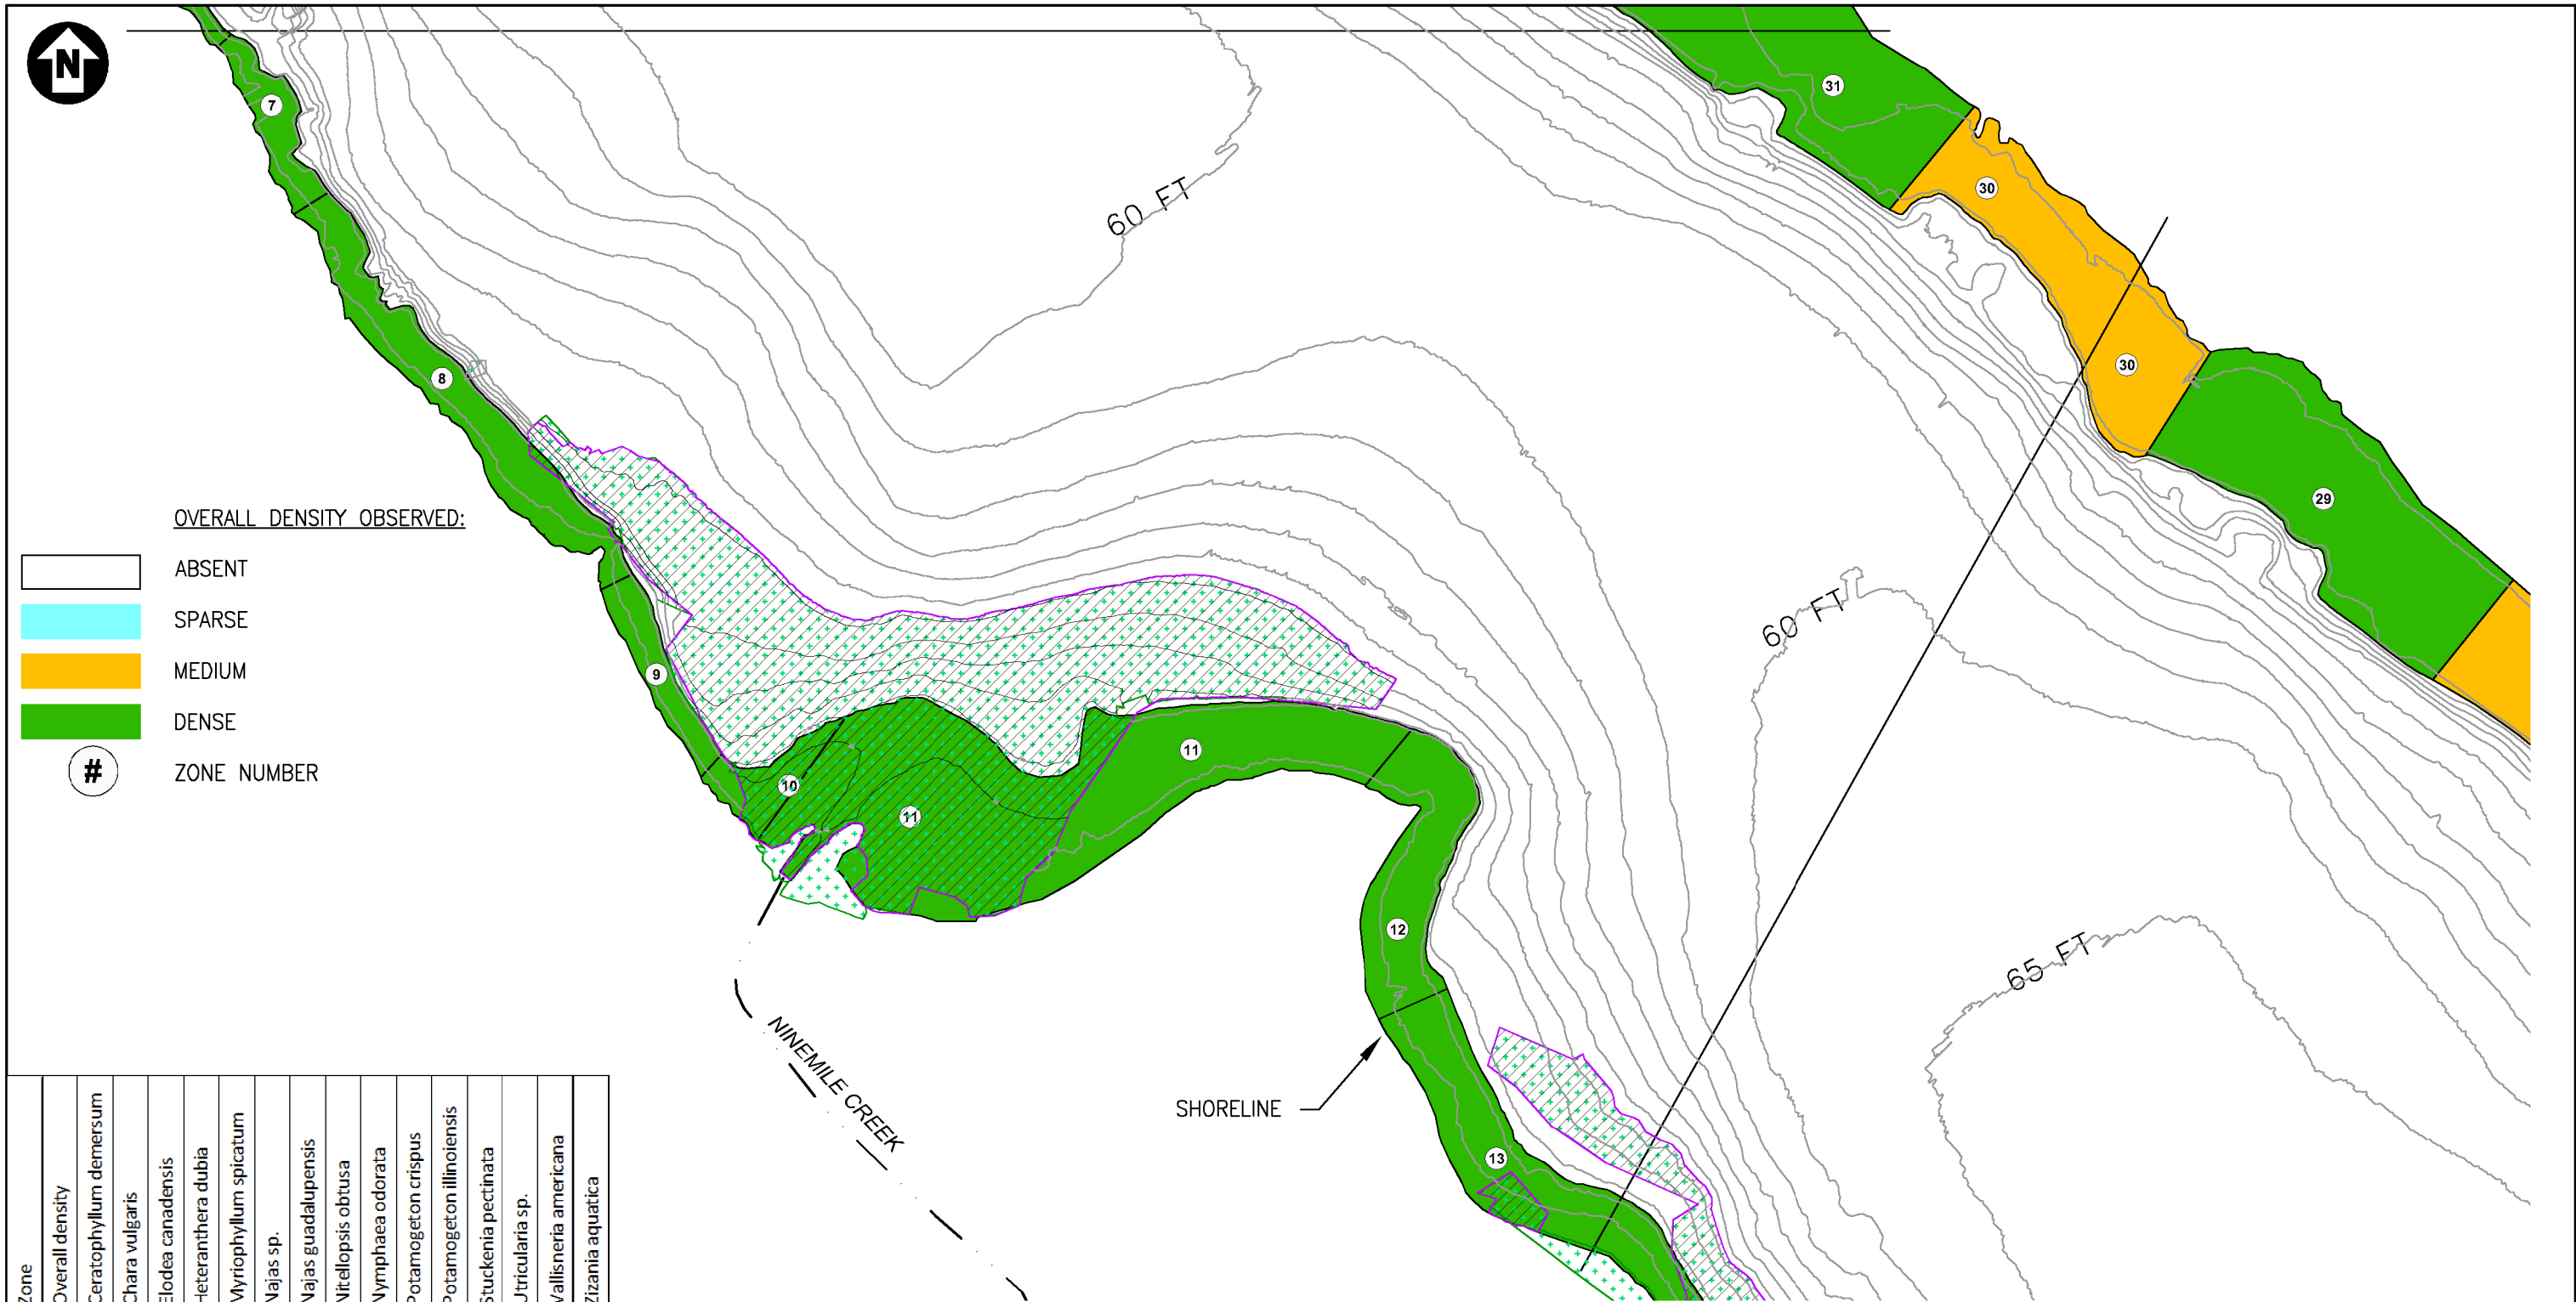 N
7
31
30
60 FT
30
8
29
OVERALL DENSITY OBSERVED:
ABSENT
SPARSE
MEDIUM
DENSE
# ZONE NUMBER
60 FT
9
11
10
11
12
65 FT
NINEMILE CREEK
SHORELINE
13
Zone
Overall density
Ceratophyllum demersum
Chara vulgaris
Elodea canadensis
Heteranthera dubia
Myriophyllum spicatum
Najas sp.
Najas guadalupensis
Nitellopsis obtusa
Nymphaea odorata
Potamogeton crispus
Potamogeton illinoiensis
Stuckenia pectinata
Utricularia sp.
Vallisneria americana
Zizania aquatica